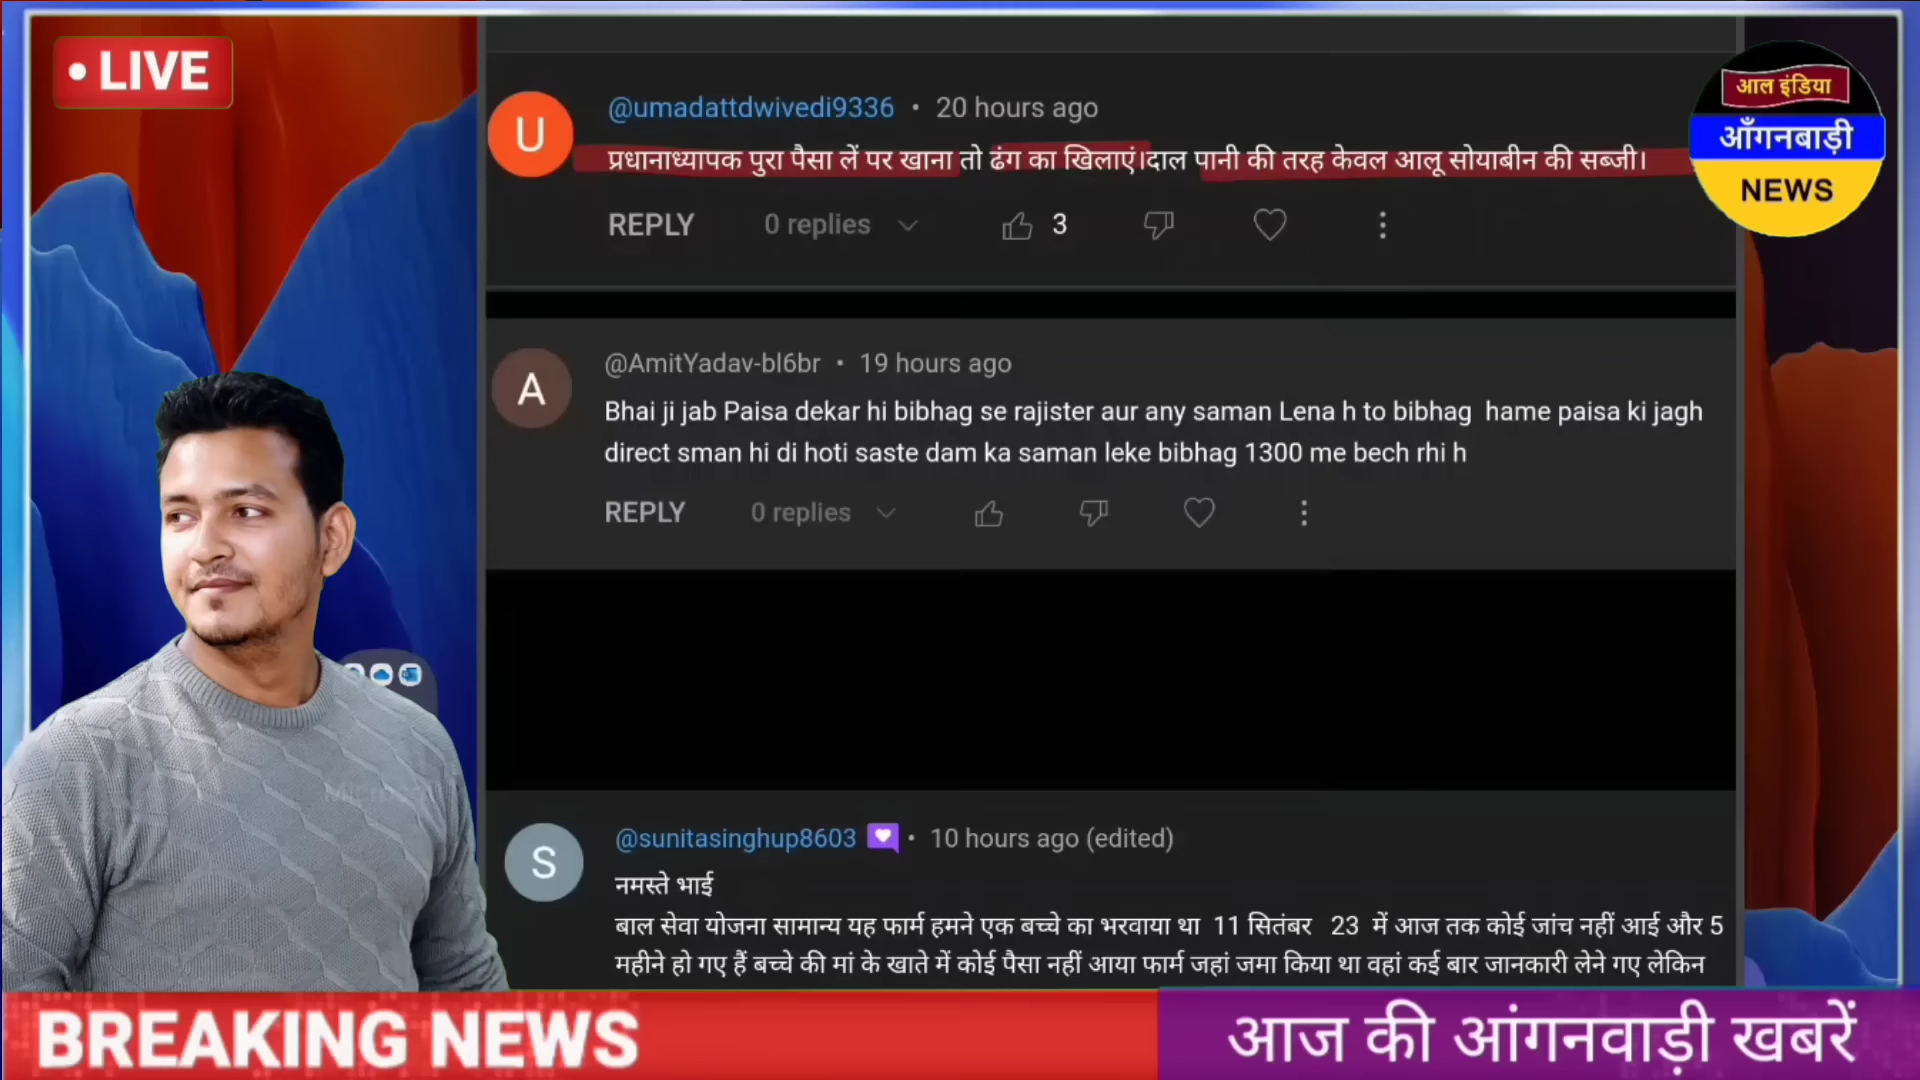 • LIVE
@umadattdwivedi9336 • 20 hours ago
प्रधानाध्यापक पुरा पैसा लें पर खाना तो ढंग का खिलाएं।दाल पानी की तरह केवल आलू सोयाबीन की सब्जी।
REPLY 0 replies 3
आल इंडिया
आँगनबाड़ी
NEWS
U
@AmitYadav-bl6br • 19 hours ago
A
Bhai ji jab Paisa dekar hi bibhag se rajister aur any saman Lena h to bibhag hame paisa ki jagh
direct sman hi di hoti saste dam ka saman leke bibhag 1300 me bech rhi h
REPLY 0 replies
@sunitasinghup8603 • 10 hours ago (edited)
S
नमस्ते भाई
बाल सेवा योजना सामान्य यह फार्म हमने एक बच्चे का भरवाया था 11 सितंबर 23 में आज तक कोई जांच नहीं आई और 5
महीने हो गए हैं बच्चे की मां के खाते में कोई पैसा नहीं आया फार्म जहां जमा किया था वहां कई बार जानकारी लेने गए लेकिन
BREAKING NEWS
आज की आंगनवाड़ी खबरें